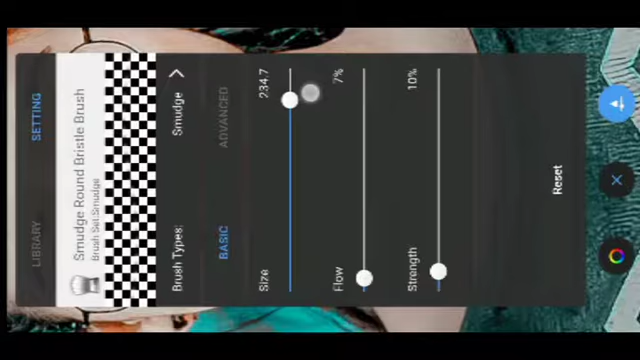 LIBRARY
SETTING
Smudge Round Bristle Brush
Brush Set:Smudge
Brush Types:
Smudge
BASIC
ADVANCED
Size
234.7
Flow
7%
Strength
10%
Reset